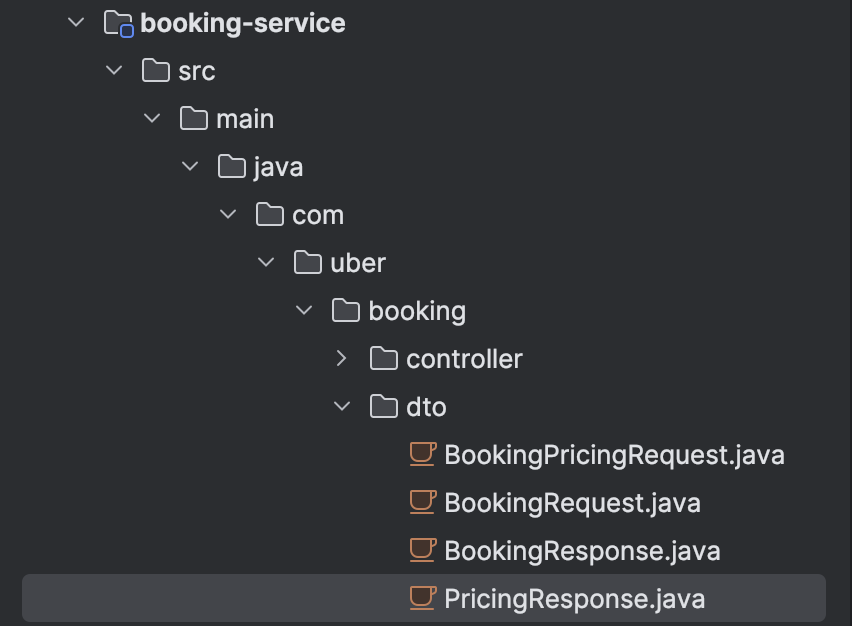 booking-service
src
main
java
com
uber
booking
controller
dto
BookingPricingRequest.java
BookingRequest.java
BookingResponse.java
PricingResponse.java